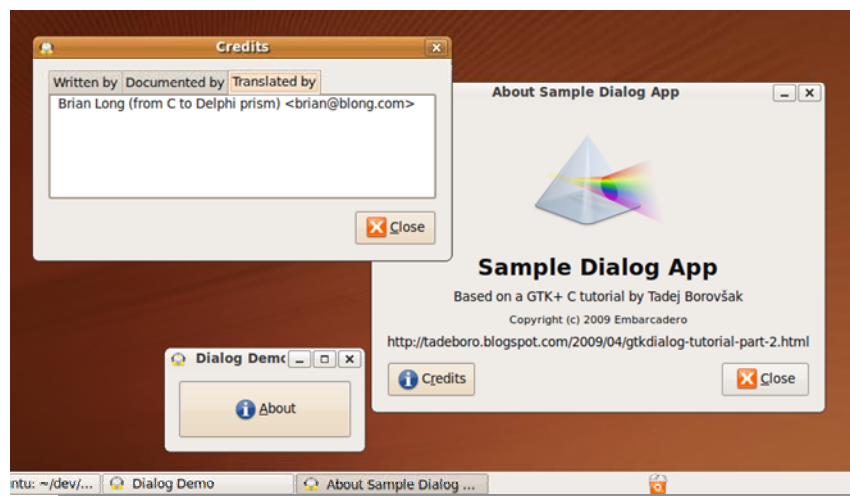 Credits
Written by Documented by Translated by
Brian Long (from C to Delphi prism) <brian@blong.com>
Close
About Sample Dialog App
Sample Dialog App
Based on a GTK+ C tutorial by Tadej Borovšak
Copyright (c) 2009 Embarcadero
http://tadeboro.blogspot.com/2009/04/gtkdialog-tutorial-part-2.html
Credits Close
Dialog Demo
About
ntu: ~/dev/... Dialog Demo About Sample Dialog ...